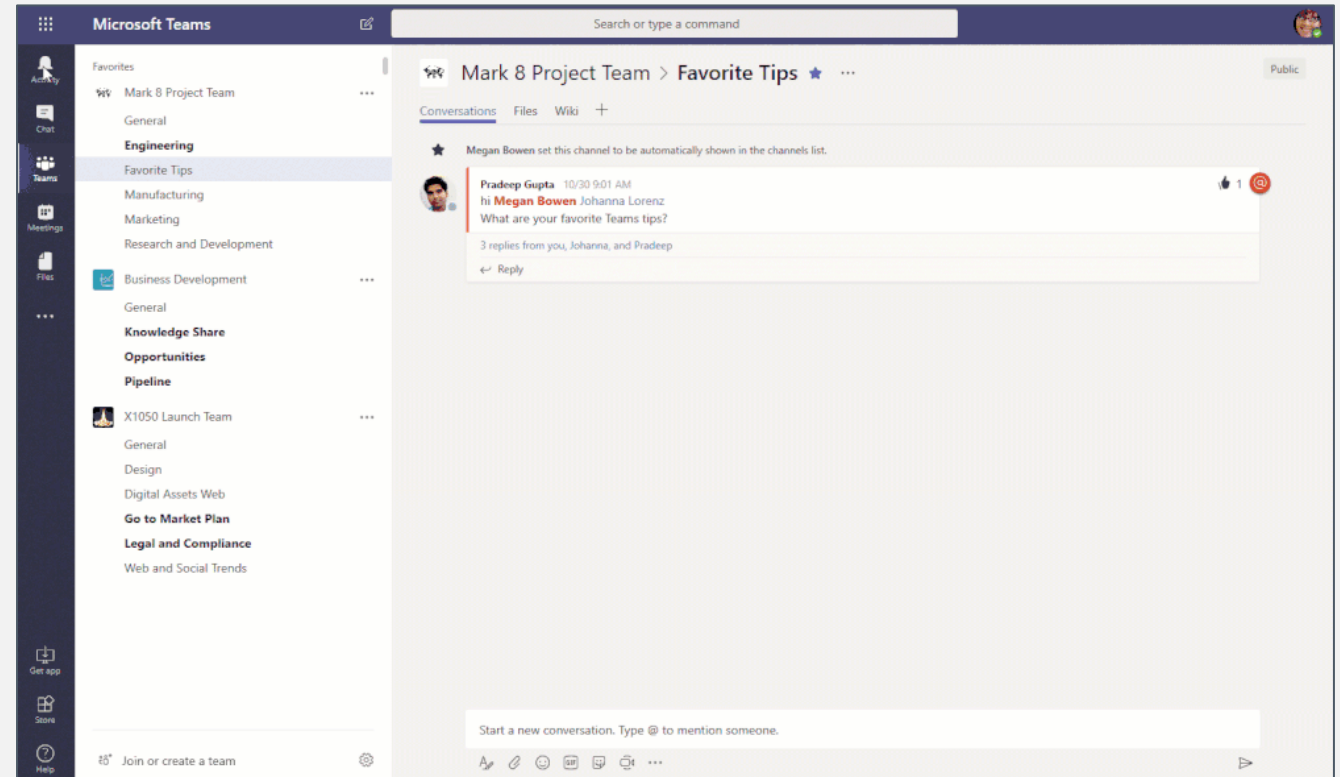 Microsoft Teams
Search or type a command
Activity
Chat
Teams
Meetings
Files
Get app
Store
Help
Favorites
Mark 8 Project Team
General
Engineering
Favorite Tips
Manufacturing
Marketing
Research and Development
Business Development
General
Knowledge Share
Opportunities
Pipeline
X1050 Launch Team
General
Design
Digital Assets Web
Go to Market Plan
Legal and Compliance
Web and Social Trends
Join or create a team
Mark 8 Project Team > Favorite Tips
Public
Conversations Files Wiki +
Megan Bowen set this channel to be automatically shown in the channels list.
Pradeep Gupta 10/30 9:01 AM
1 @
hi Megan Bowen Johanna Lorenz
What are your favorite Teams tips?
3 replies from you, Johanna, and Pradeep
Reply
Start a new conversation. Type @ to mention someone.
GIF